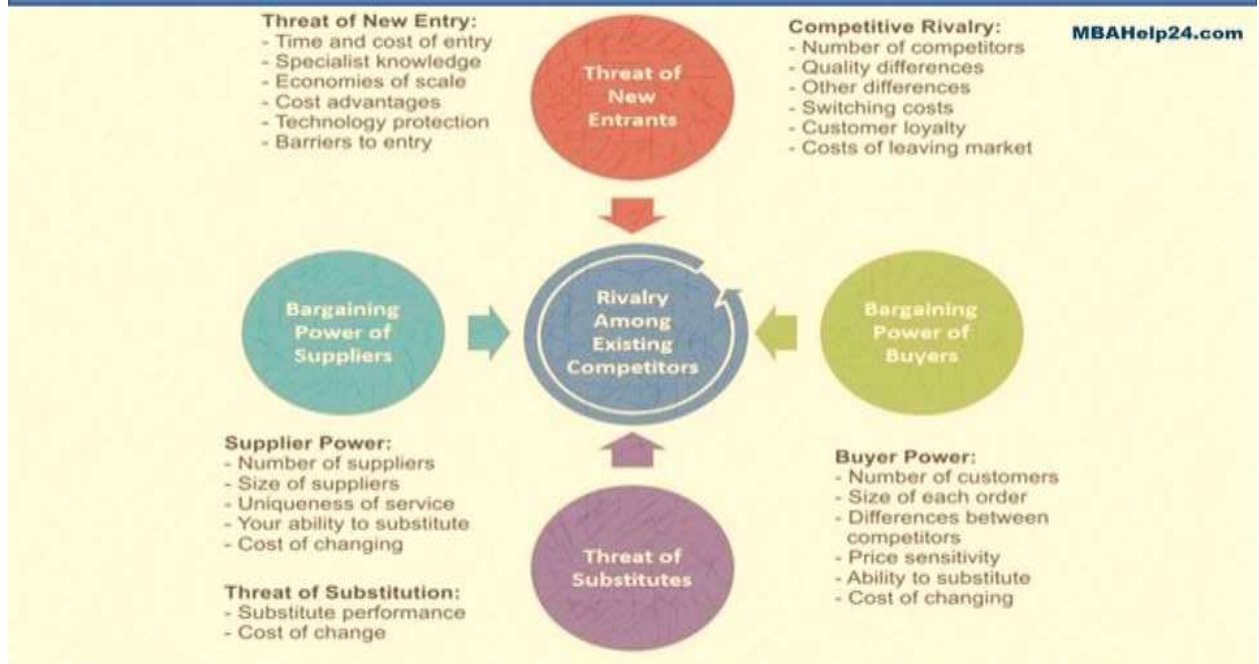 Threat of New Entry:
- Time and cost of entry
- Specialist knowledge
- Economies of scale
- Cost advantages
- Technology protection
- Barriers to entry
Threat of
New
Entrants
Competitive Rivalry:
- Number of competitors
- Quality differences
- Other differences
- Switching costs
- Customer loyalty
- Costs of leaving market
MBAHelp24.com
Bargaining
Power of
Suppliers
Rivalry
Among
Existing
Competitors
Bargaining
Power of
Buyers
Supplier Power:
- Number of suppliers
- Size of suppliers
- Uniqueness of service
- Your ability to substitute
- Cost of changing
Threat of Substitution:
- Substitute performance
- Cost of change
Threat of
Substitutes
Buyer Power:
- Number of customers
- Size of each order
- Differences between
competitors
- Price sensitivity
- Ability to substitute
- Cost of changing